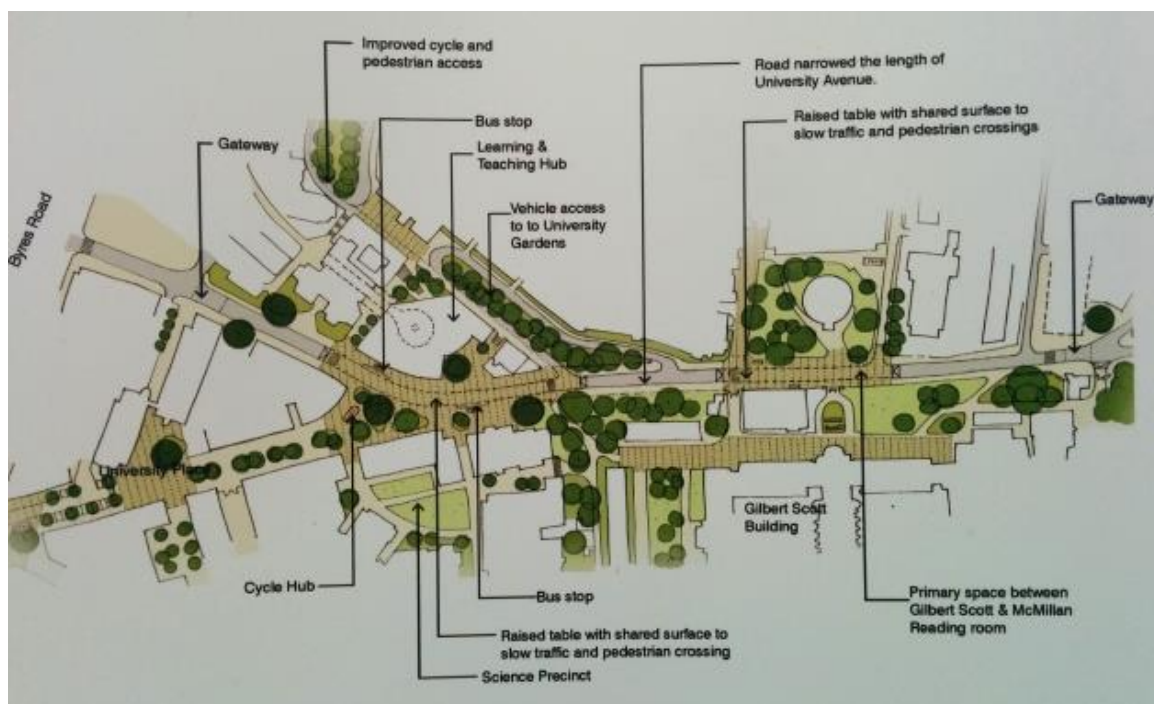 Improved cycle and
pedestrian access
Road narrowed the length of
University Avenue.
Bus stop
Raised table with shared surface to
slow traffic and pedestrian crossings
Gateway
Learning &
Teaching Hub
Gateway
Vehicle access
to to University
Gardens
Byres Road
University Place
Gilbert Scott
Building
Cycle Hub
Bus stop
Primary space between
Gilbert Scott & McMillan
Reading room
Raised table with shared surface to
slow traffic and pedestrian crossing
Science Precinct